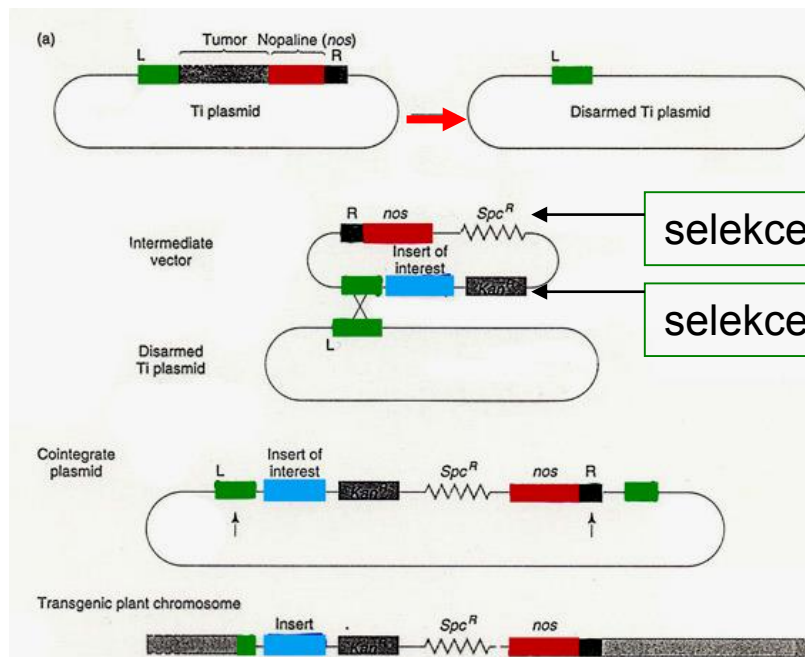 (a)
Tumor Nopaline (nos)
L
R
L
Ti plasmid
Disarmed Ti plasmid
R nos SpcR
selekce
Intermediate
vector
Insert of
interest
KanR
selekce
L
Disarmed
Ti plasmid
Cointegrate
plasmid
L Insert of
interest
KanR
SpcR nos R
Transgenic plant chromosome
Insert
KanR
SpcR nos